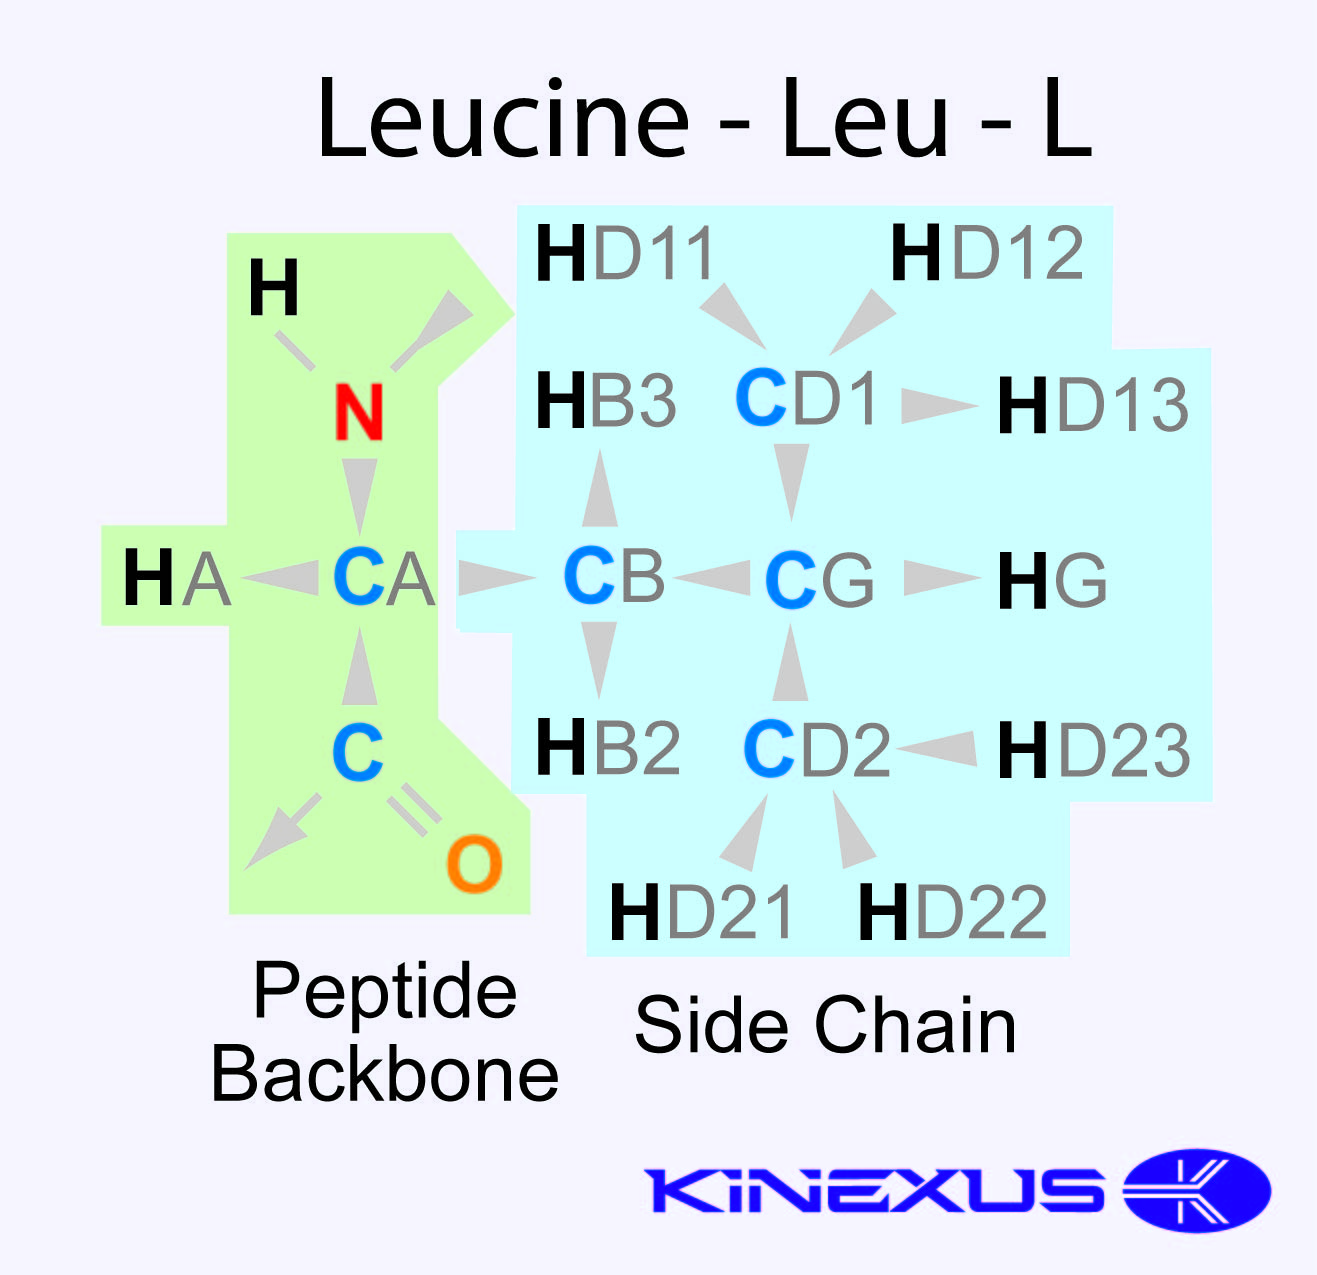 Leucine - Leu - L
HD11 HD12
H
HB3 CD1 HD13
N
HA CA CB CG HG
C HB2 CD2 HD23
O
HD21 HD22
Peptide
Backbone
Side Chain
KiNEXUS K